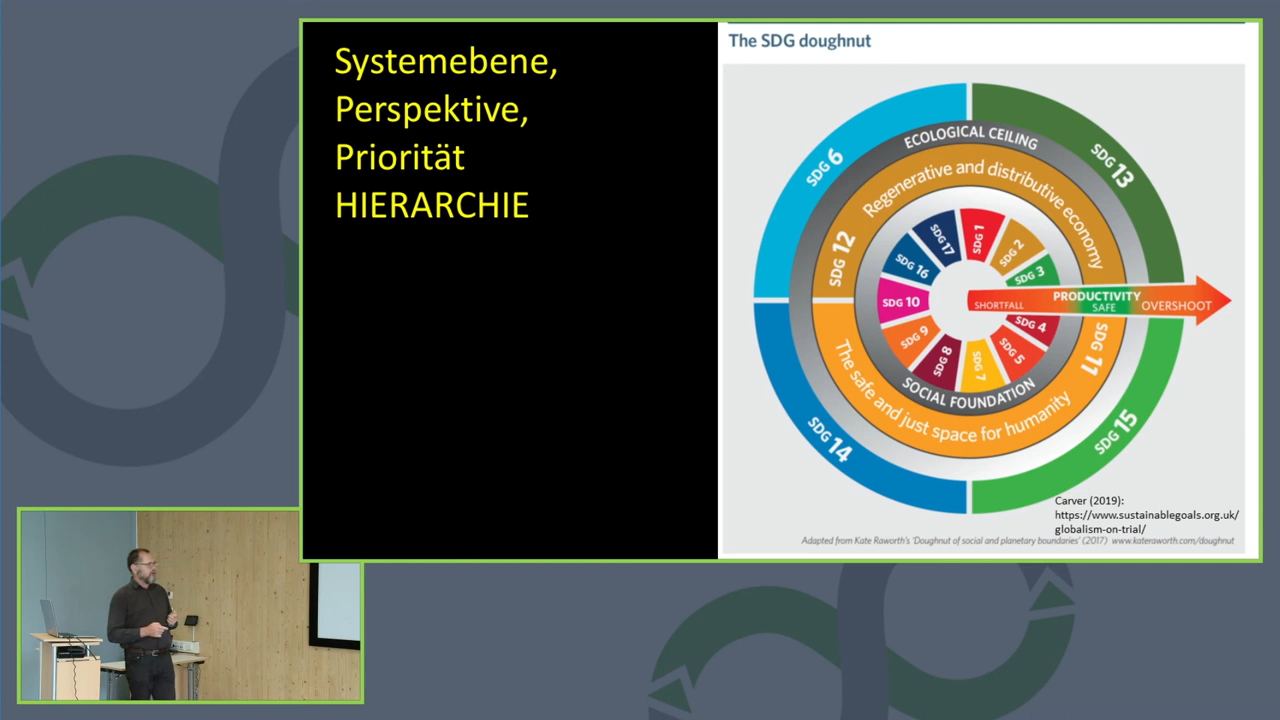 Systemebene,
Perspektive,
Priorität
HIERARCHIE
The SDG doughnut
ECOLOGICAL CEILING
Regenerative and distributive economy
SDG 6
SDG 13
SDG 12
SDG 17
SDG 1
SDG 2
SDG 16
SDG 3
SDG 10
SHORTFALL
PRODUCTIVITY
SAFE
OVERSHOOT
SDG 9
SDG 8
SDG 7
SDG 5
SDG 4
SDG 11
SOCIAL FOUNDATION
The safe and just space for humanity
SDG 14
SDG 15
Carver (2019):
https://www.sustainablegoals.org.uk/
globalism-on-trial/
Adapted from Kate Raworth's 'Doughnut of social and planetary boundaries' (2017) www.kateraworth.com/doughnut